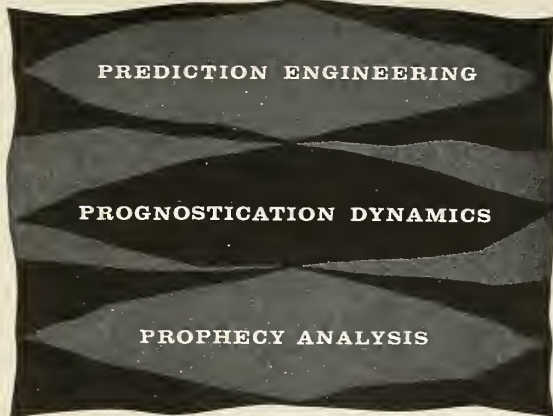 PREDICTION ENGINEERING
PROGNOSTICATION DYNAMICS
PROPHECY ANALYSIS